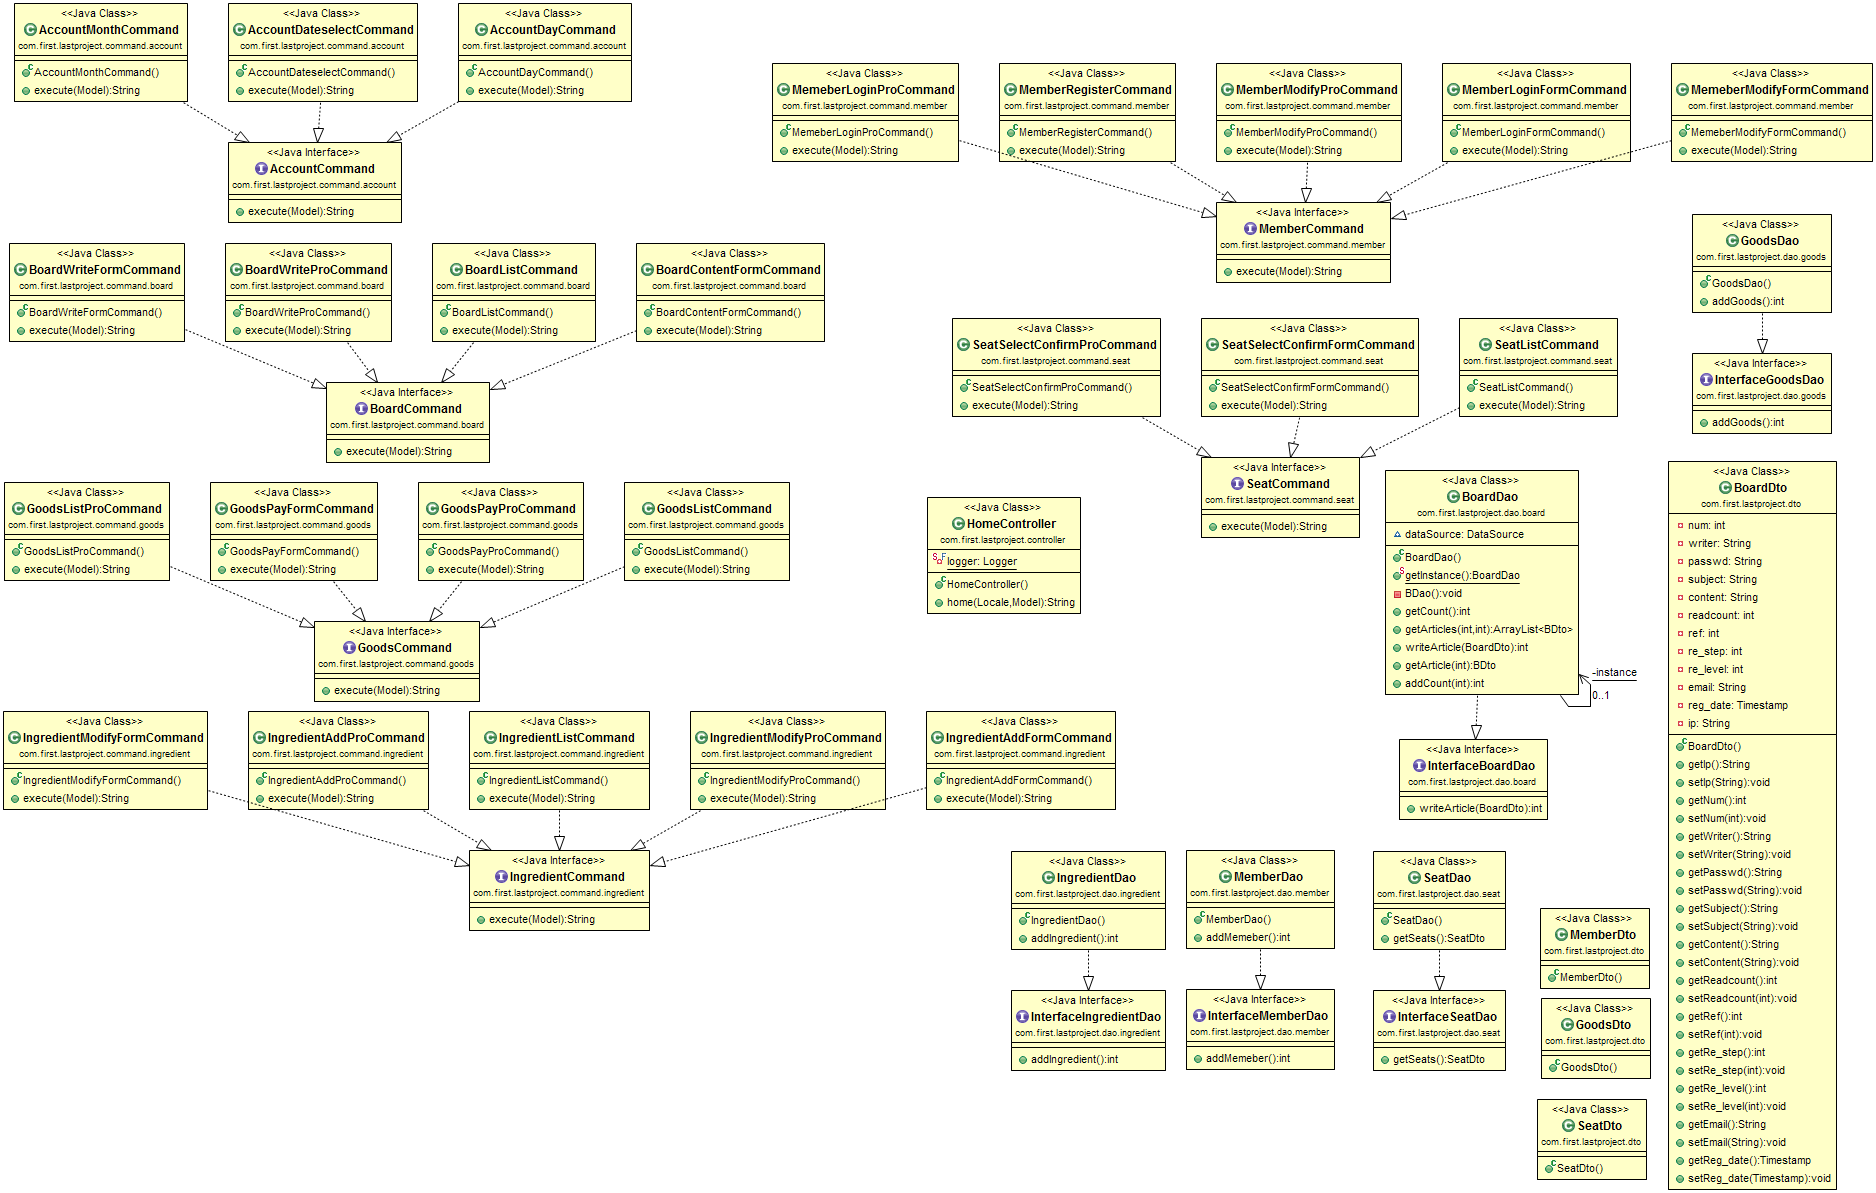 <<Java Class>>
AccountMonthCommand
com.first.lastproject.command.account
AccountMonthCommand()
execute(Model):String
<<Java Class>>
AccountDateselectCommand
com.first.lastproject.command.account
AccountDateselectCommand()
execute(Model):String
<<Java Class>>
AccountDayCommand
com.first.lastproject.command.account
AccountDayCommand()
execute(Model):String
<<Java Interface>>
AccountCommand
com.first.lastproject.command.account
execute(Model):String
<<Java Class>>
MemeberLoginProCommand
com.first.lastproject.command.member
MemeberLoginProCommand()
execute(Model):String
<<Java Class>>
MemberRegisterCommand
com.first.lastproject.command.member
MemberRegisterCommand()
execute(Model):String
<<Java Class>>
MemberModifyProCommand
com.first.lastproject.command.member
MemberModifyProCommand()
execute(Model):String
<<Java Class>>
MemberLoginFormCommand
com.first.lastproject.command.member
MemberLoginFormCommand()
execute(Model):String
<<Java Class>>
MemeberModifyFormCommand
com.first.lastproject.command.member
MemeberModifyFormCommand()
execute(Model):String
<<Java Interface>>
MemberCommand
com.first.lastproject.command.member
execute(Model):String
<<Java Class>>
GoodsDao
com.first.lastproject.dao.goods
GoodsDao()
addGoods():int
<<Java Interface>>
InterfaceGoodsDao
com.first.lastproject.dao.goods
addGoods():int
<<Java Class>>
BoardWriteFormCommand
com.first.lastproject.command.board
BoardWriteFormCommand()
execute(Model):String
<<Java Class>>
BoardWriteProCommand
com.first.lastproject.command.board
BoardWriteProCommand()
execute(Model):String
<<Java Class>>
BoardListCommand
com.first.lastproject.command.board
BoardListCommand()
execute(Model):String
<<Java Class>>
BoardContentFormCommand
com.first.lastproject.command.board
BoardContentFormCommand()
execute(Model):String
<<Java Interface>>
BoardCommand
com.first.lastproject.command.board
execute(Model):String
<<Java Class>>
SeatSelectConfirmProCommand
com.first.lastproject.command.seat
SeatSelectConfirmProCommand()
execute(Model):String
<<Java Class>>
SeatSelectConfirmFormCommand
com.first.lastproject.command.seat
SeatSelectConfirmFormCommand()
execute(Model):String
<<Java Class>>
SeatListCommand
com.first.lastproject.command.seat
SeatListCommand()
execute(Model):String
<<Java Interface>>
SeatCommand
com.first.lastproject.command.seat
execute(Model):String
<<Java Class>>
GoodsListProCommand
com.first.lastproject.command.goods
GoodsListProCommand()
execute(Model):String
<<Java Class>>
GoodsPayFormCommand
com.first.lastproject.command.goods
GoodsPayFormCommand()
execute(Model):String
<<Java Class>>
GoodsPayProCommand
com.first.lastproject.command.goods
GoodsPayProCommand()
execute(Model):String
<<Java Class>>
GoodsListCommand
com.first.lastproject.command.goods
GoodsListCommand()
execute(Model):String
<<Java Interface>>
GoodsCommand
com.first.lastproject.command.goods
execute(Model):String
<<Java Class>>
HomeController
com.first.lastproject.controller
logger: Logger
HomeController()
home(Locale,Model):String
<<Java Class>>
BoardDao
com.first.lastproject.dao.board
dataSource: DataSource
BoardDao()
getInstance():BoardDao
BDao():void
getCount():int
getArticles(int,int):ArrayList<BDto>
writeArticle(BoardDto):int
getArticle(int):BDto
addCount(int):int
-instance
0..1
<<Java Interface>>
InterfaceBoardDao
com.first.lastproject.dao.board
writeArticle(BoardDto):int
<<Java Class>>
BoardDto
com.first.lastproject.dto
num: int
writer: String
passwd: String
subject: String
content: String
readcount: int
ref: int
re_step: int
re_level: int
email: String
reg_date: Timestamp
ip: String
BoardDto()
getIp():String
setIp(String):void
getNum():int
setNum(int):void
getWriter():String
setWriter(String):void
getPasswd():String
setPasswd(String):void
getSubject():String
setSubject(String):void
getContent():String
setContent(String):void
getReadcount():int
setReadcount(int):void
getRef():int
setRef(int):void
getRe_step():int
setRe_step(int):void
getRe_level():int
setRe_level(int):void
getEmail():String
setEmail(String):void
getReg_date():Timestamp
setReg_date(Timestamp):void
<<Java Class>>
IngredientModifyFormCommand
com.first.lastproject.command.ingredient
IngredientModifyFormCommand()
execute(Model):String
<<Java Class>>
IngredientAddProCommand
com.first.lastproject.command.ingredient
IngredientAddProCommand()
execute(Model):String
<<Java Class>>
IngredientListCommand
com.first.lastproject.command.ingredient
IngredientListCommand()
execute(Model):String
<<Java Class>>
IngredientModifyProCommand
com.first.lastproject.command.ingredient
IngredientModifyProCommand()
execute(Model):String
<<Java Class>>
IngredientAddFormCommand
com.first.lastproject.command.ingredient
IngredientAddFormCommand()
execute(Model):String
<<Java Interface>>
IngredientCommand
com.first.lastproject.command.ingredient
execute(Model):String
<<Java Class>>
IngredientDao
com.first.lastproject.dao.ingredient
IngredientDao()
addIngredient():int
<<Java Class>>
MemberDao
com.first.lastproject.dao.member
MemberDao()
addMemeber():int
<<Java Class>>
SeatDao
com.first.lastproject.dao.seat
SeatDao()
getSeats():SeatDto
<<Java Interface>>
InterfaceIngredientDao
com.first.lastproject.dao.ingredient
addIngredient():int
<<Java Interface>>
InterfaceMemberDao
com.first.lastproject.dao.member
addMemeber():int
<<Java Interface>>
InterfaceSeatDao
com.first.lastproject.dao.seat
getSeats():SeatDto
<<Java Class>>
MemberDto
com.first.lastproject.dto
MemberDto()
<<Java Class>>
GoodsDto
com.first.lastproject.dto
GoodsDto()
<<Java Class>>
SeatDto
com.first.lastproject.dto
SeatDto()